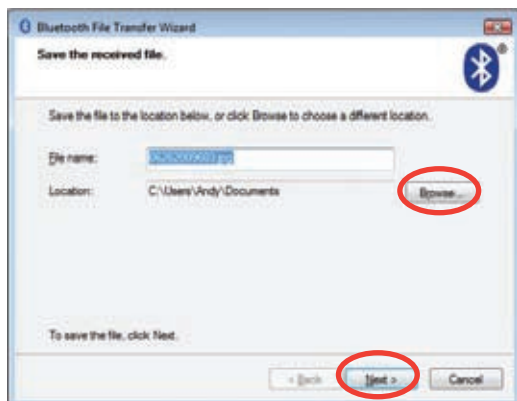 Bluetooth File Transfer Wizard
Save the received file.
Save the file to the location below, or click Browse to choose a different location.
File name:
Location: C:\Users\Andy\Documents Browse...
To save the file, click Next.
< Back Next > Cancel